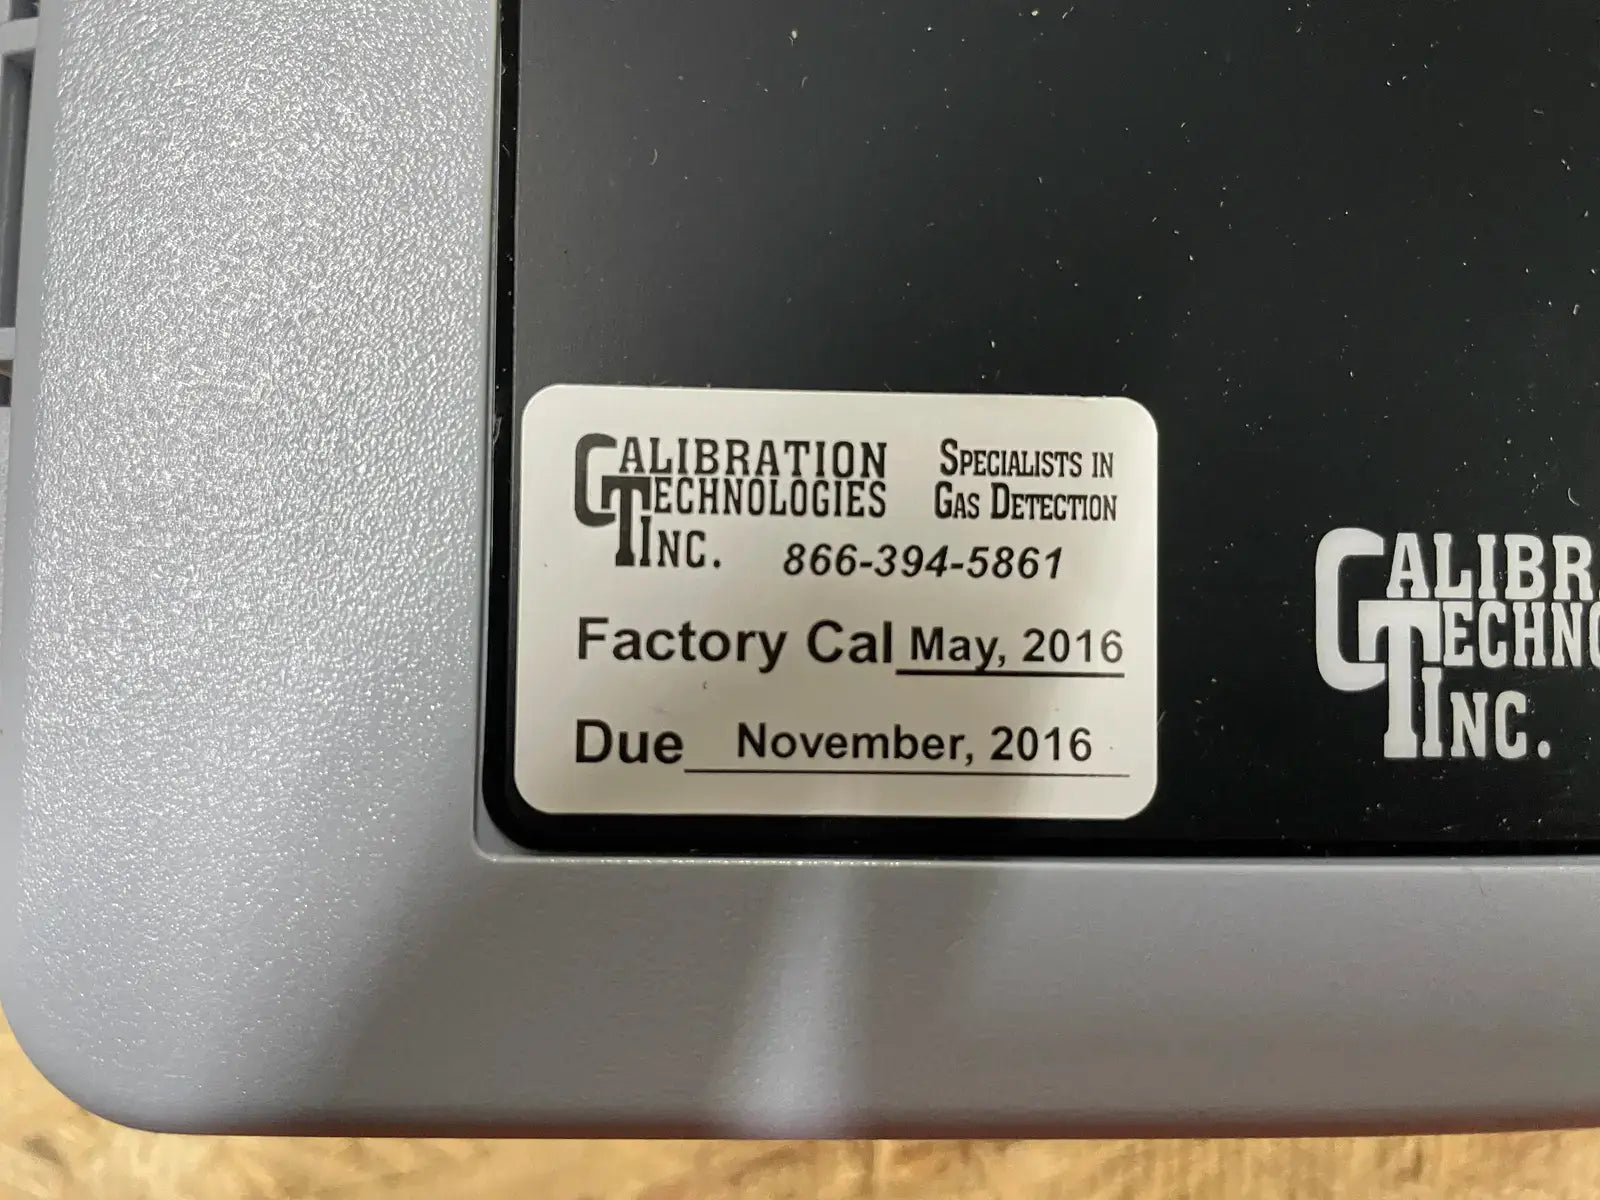 CALIBRATION
TECHNOLOGIES
INC.
SPECIALISTS IN
GAS DETECTION
866-394-5861
Factory Cal May, 2016
Due November, 2016
CALIBR
TECHNO
INC.